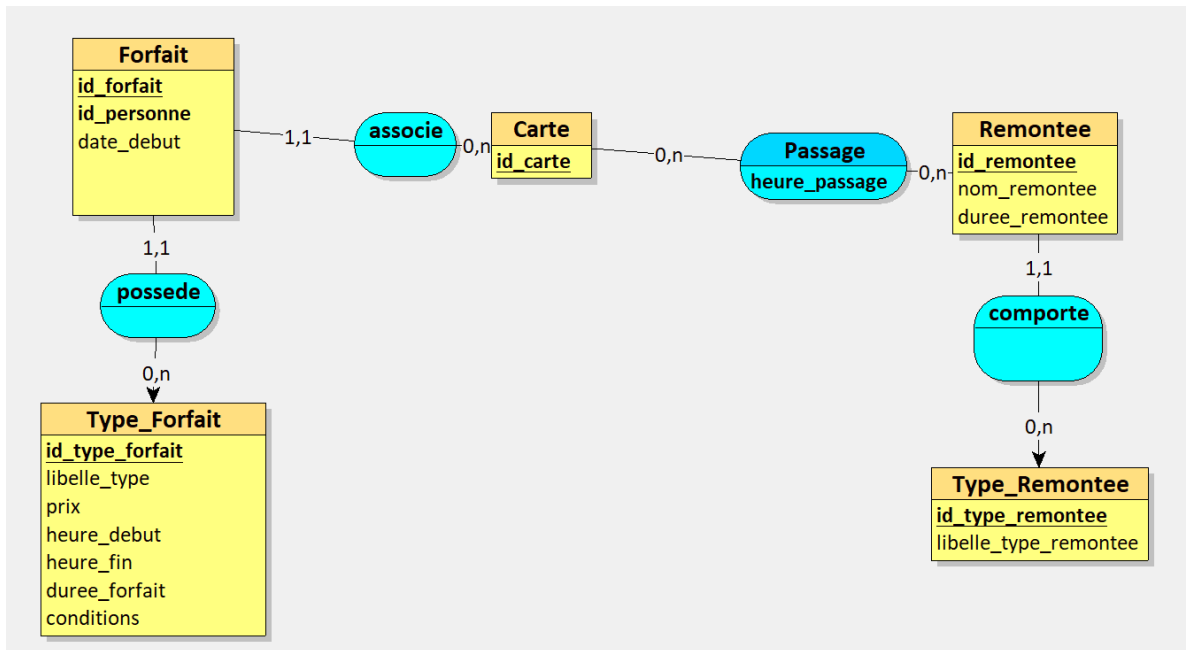 Forfait
id_forfait
id_personne
date_debut
1,1
associe
0,n
Carte
id_carte
0,n
Passage
heure_passage
0,n
Remontee
id_remontee
nom_remontee
duree_remontee
1,1
possede
0,n
Type_Forfait
id_type_forfait
libelle_type
prix
heure_debut
heure_fin
duree_forfait
conditions
1,1
comporte
0,n
Type_Remontee
id_type_remontee
libelle_type_remontee